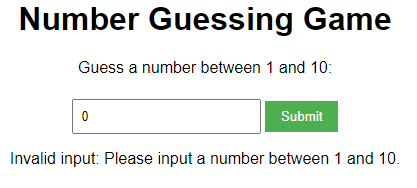 Number Guessing Game
Guess a number between 1 and 10:
0 Submit
Invalid input: Please input a number between 1 and 10.